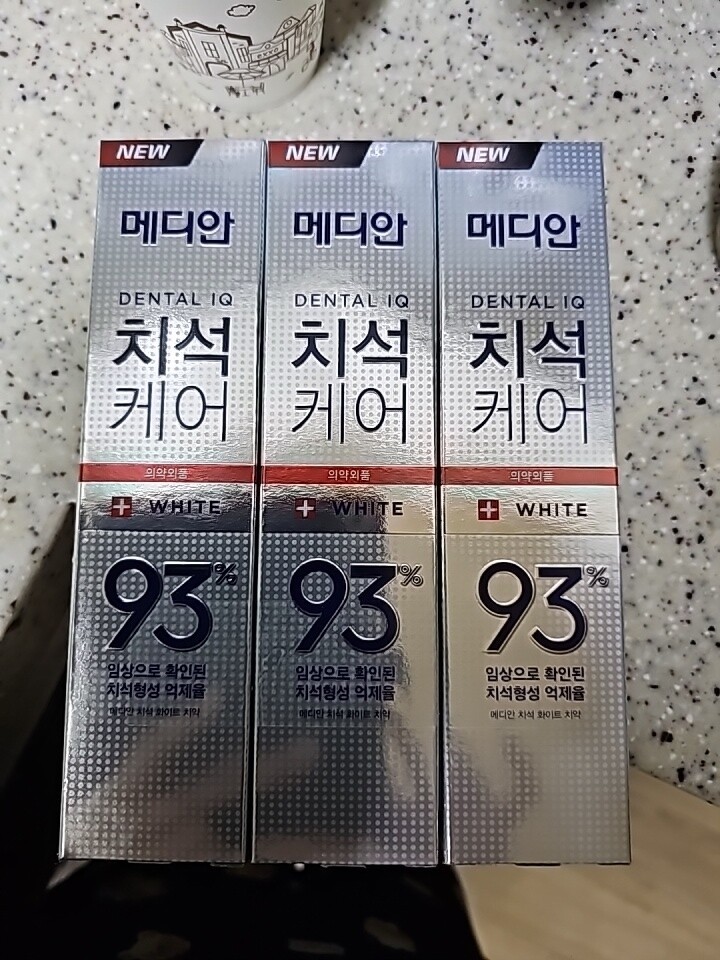 NEW
메디안
DENTAL IQ
치석
케어
의약외품
WHITE
93%
임상으로 확인된
치석형성 억제율
메디안 치석 화이트 치약
NEW
메디안
DENTAL IQ
치석
케어
의약외품
WHITE
93%
임상으로 확인된
치석형성 억제율
메디안 치석 화이트 치약
NEW
메디안
DENTAL IQ
치석
케어
의약외품
WHITE
93%
임상으로 확인된
치석형성 억제율
메디안 치석 화이트 치약